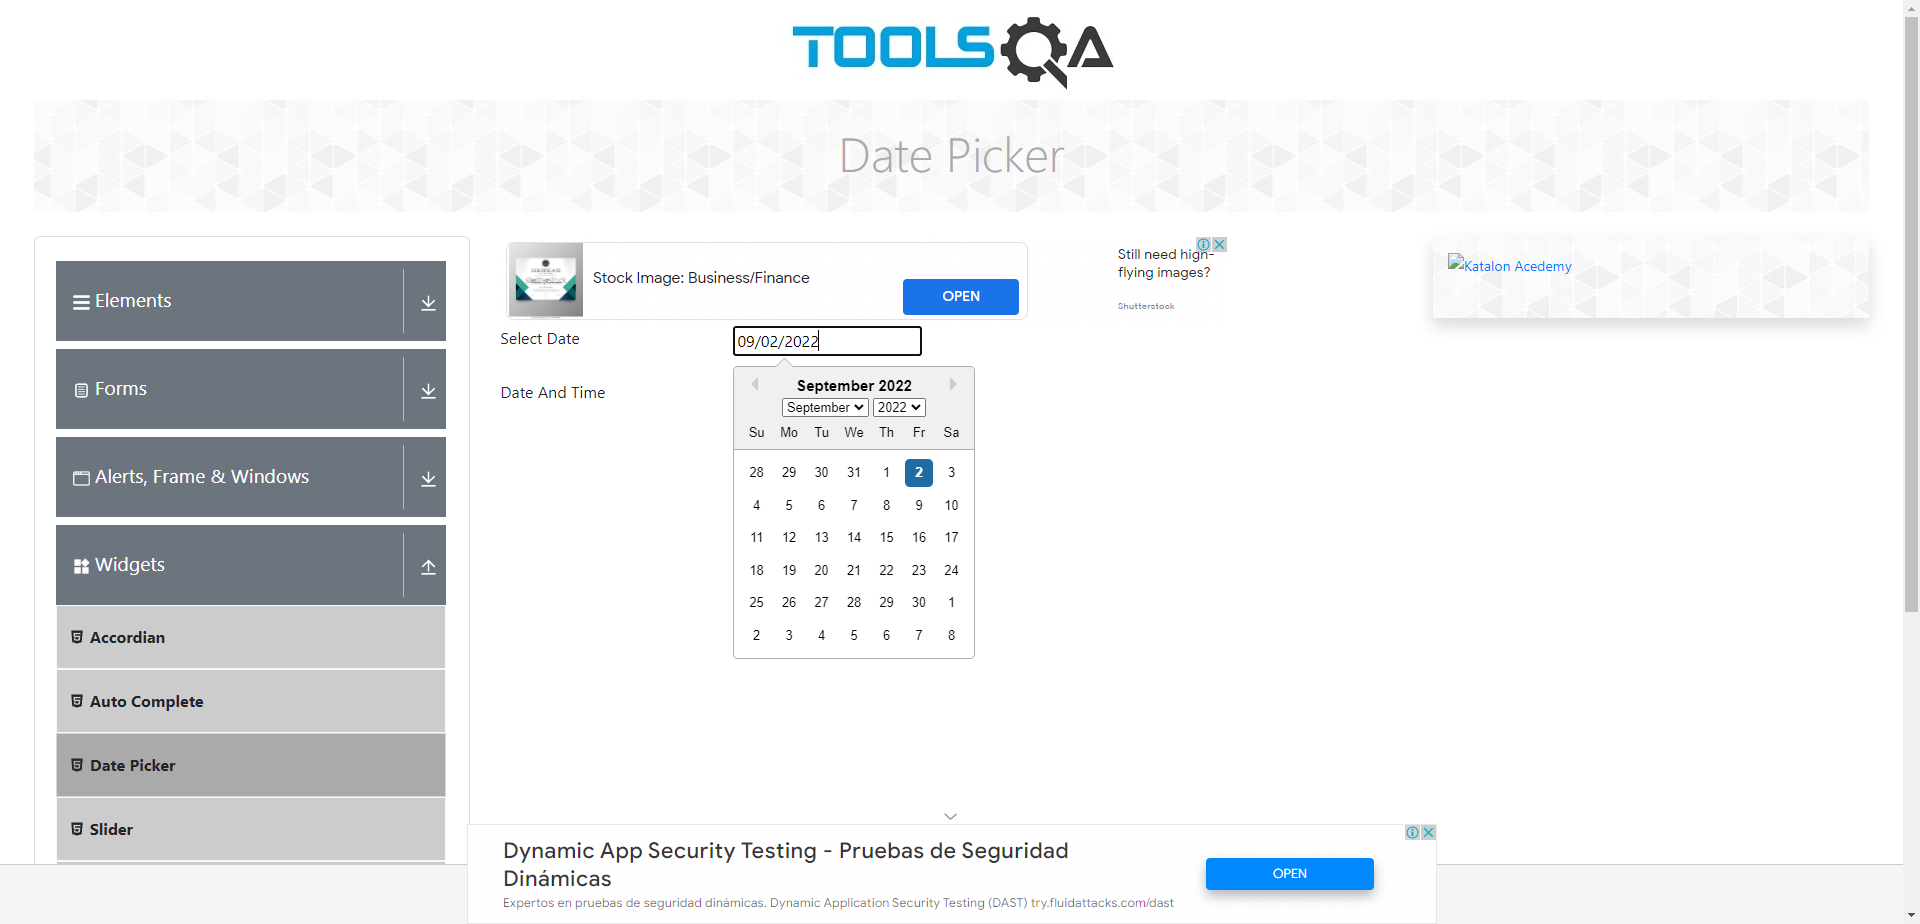 TOOLSQA
Date Picker
Elements
Forms
Alerts, Frame & Windows
Widgets
Accordian
Auto Complete
Date Picker
Slider
CERTIFICATE
Stock Image: Business/Finance
OPEN
Still need high-
flying images?
Shutterstock
Katalon Acedemy
Select Date
09/02/2022
Date And Time
September 2022
September 2022
Su Mo Tu We Th Fr Sa
28 29 30 31 1 2 3
4 5 6 7 8 9 10
11 12 13 14 15 16 17
18 19 20 21 22 23 24
25 26 27 28 29 30 1
2 3 4 5 6 7 8
Dynamic App Security Testing - Pruebas de Seguridad
Dinámicas
Expertos en pruebas de seguridad dinámicas. Dynamic Application Security Testing (DAST) try.fluidattacks.com/dast
OPEN